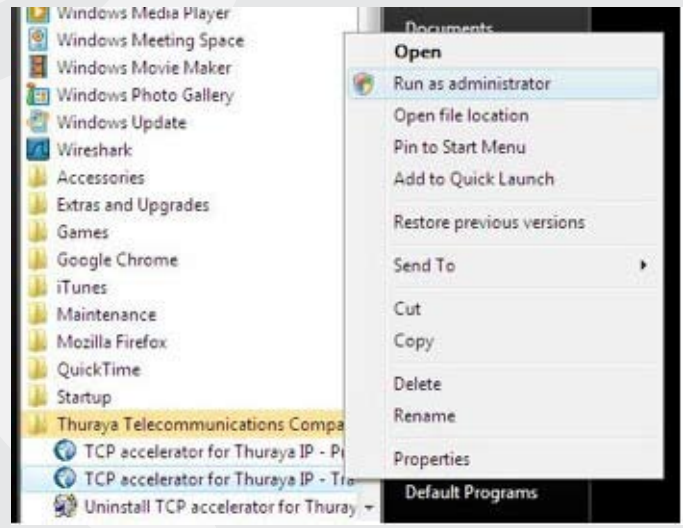 Windows Media Player
Windows Meeting Space
Windows Movie Maker
Windows Photo Gallery
Windows Update
Wireshark
Accessories
Extras and Upgrades
Games
Google Chrome
iTunes
Maintenance
Mozilla Firefox
QuickTime
Startup
Thuraya Telecommunications Compa
TCP accelerator for Thuraya IP - P
TCP accelerator for Thuraya IP - Tra
Uninstall TCP accelerator for Thuray
Documents
Open
Run as administrator
Open file location
Pin to Start Menu
Add to Quick Launch
Restore previous versions
Send To
Cut
Copy
Delete
Rename
Properties
Default Programs